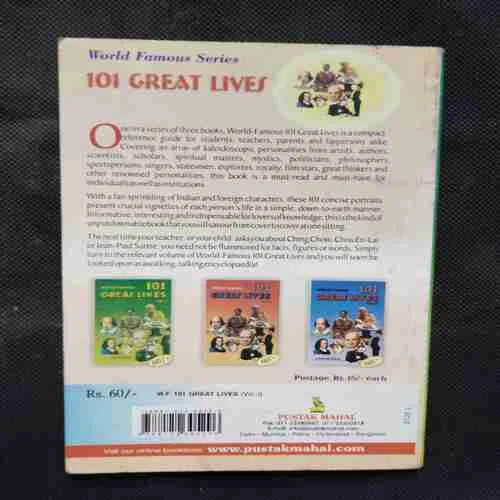 World Famous Series
101 GREAT LIVES
One in a series of three books, World-Famous 101 Great Lives is a compact
reference guide for students, teachers, parents and laypersons alike.
Covering an array of kaleidoscopic personalities from artists, authors,
scientists, scholars, spiritual masters, mystics, politicians, philosophers,
sportspersons, singers, statesmen, explorers, royalty, film stars, great thinkers and
other renowned personalities, this book is a must-read and must-have for
individuals as well as institutions.
With a fair sprinkling of Indian and foreign characters, these 101 concise portraits
present crucial vignettes of each person's life in a simple, down-to-earth manner.
Informative, interesting and indispensable for lovers of knowledge, this is the kind of
unputdownable book that you will savour from cover to cover at one sitting.
The next time your teacher or your child asks you about Ching Chou, Chou En-Lai
or Jean-Paul Sartre, you need not be flummoxed for facts, figures or words. Simply
turn to the relevant volume of World-Famous 101 Great Lives and you will soon be
looked upon as a walking, talking encyclopaedia!
101
GREAT LIVES
101
GREAT LIVES
101
GREAT LIVES
Postage: Rs. 15/- each
Rs. 60/-
W.F. 101 GREAT LIVES (Vol-I)
PUSTAK MAHAL
Delhi • Mumbai • Patna • Hyderabad • Bangalore
Visit our online bookstore: www.pustakmahal.com